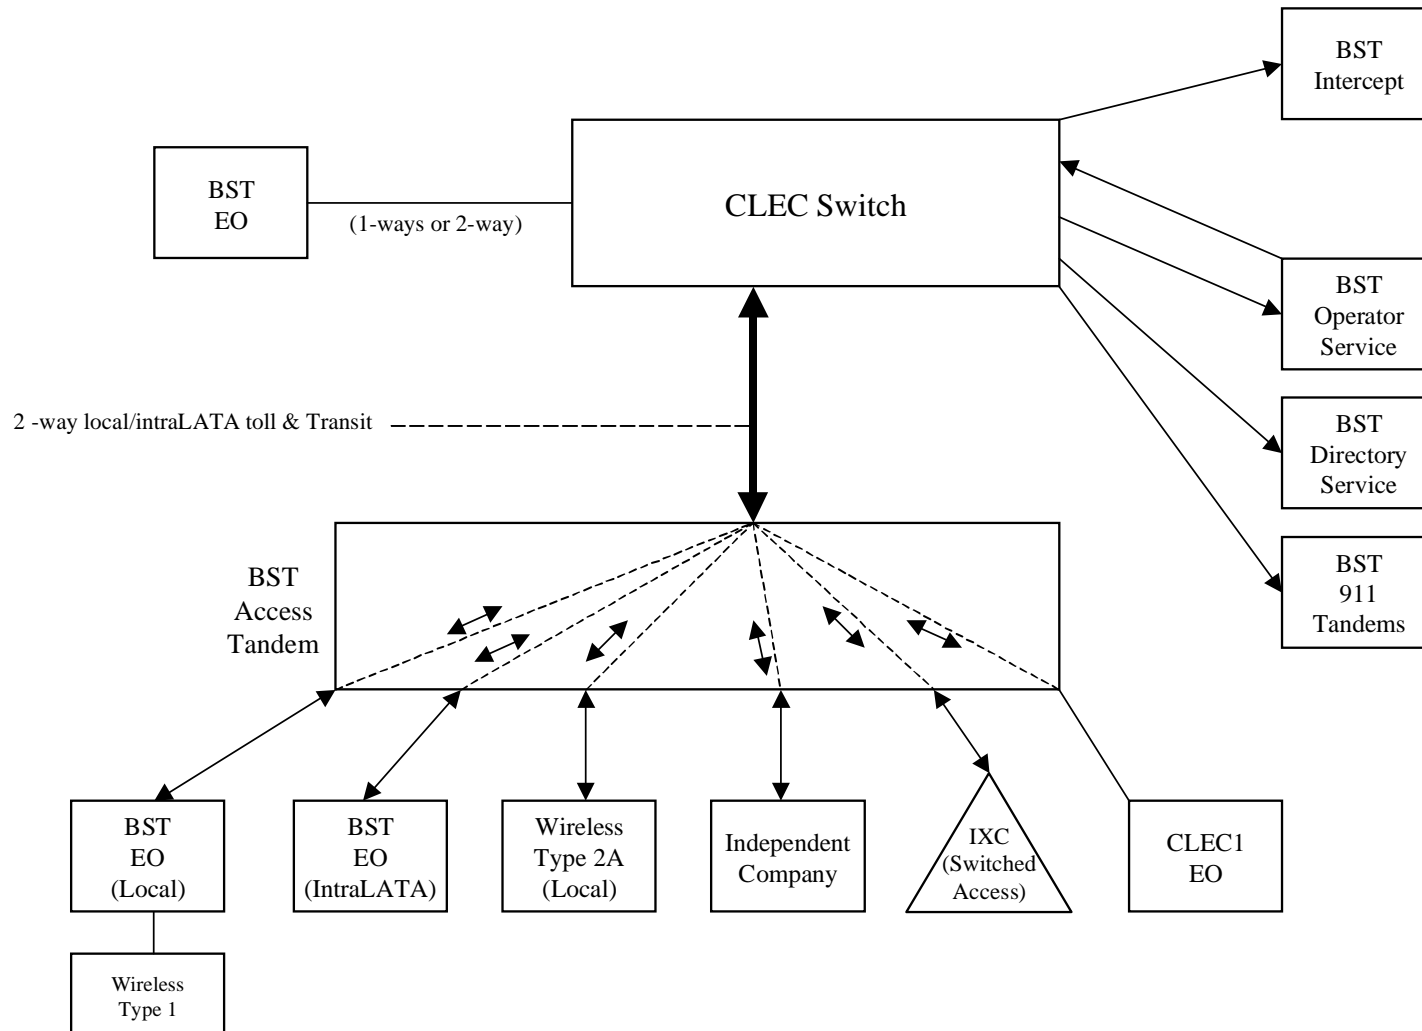 BST
Intercept
BST
EO
(1-ways or 2-way)
CLEC Switch
BST
Operator
Service
2 -way local/intraLATA toll & Transit
BST
Directory
Service
BST
Access
Tandem
BST
911
Tandems
BST
EO
(Local)
BST
EO
(IntraLATA)
Wireless
Type 2A
(Local)
Independent
Company
IXC
(Switched
Access)
CLEC1
EO
Wireless
Type 1